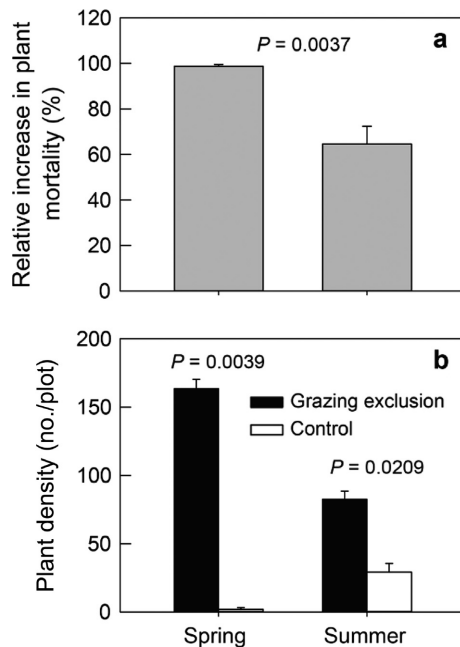 120
100
80
60
40
20
0
Relative increase in plant
mortality (%)
P = 0.0037
a
200
150
100
50
0
Plant density (no./plot)
P = 0.0039
b
Grazing exclusion
Control
P = 0.0209
Spring
Summer